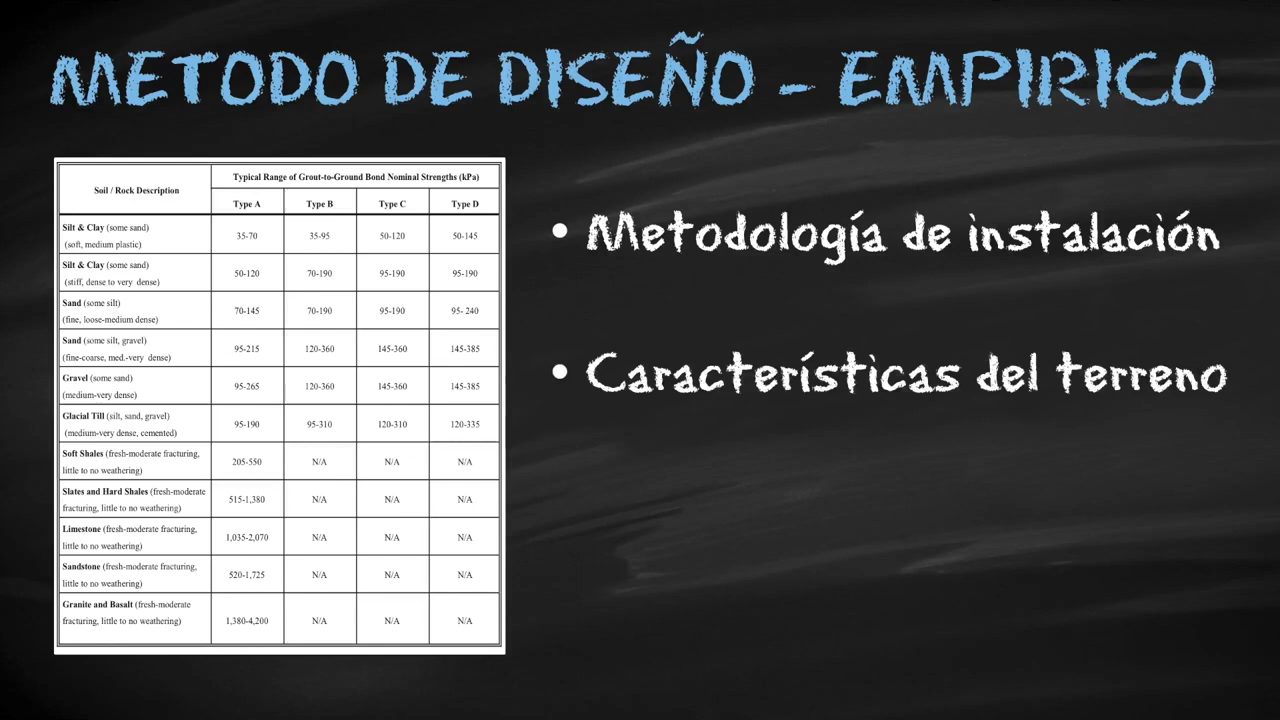 METODO DE DISEÑO - EMPIRICO
Soil / Rock Description
Typical Range of Grout-to-Ground Bond Nominal Strengths (kPa)
Type A Type B Type C Type D
Silt & Clay (some sand)
(soft, medium plastic)
35-70 35-95 50-120 50-145
Silt & Clay (some sand)
(stiff, dense to very dense)
50-120 70-190 95-190 95-190
Sand (some silt)
(fine, loose-medium dense)
70-145 70-190 95-190 95- 240
Sand (some silt, gravel)
(fine-coarse, med.-very dense)
95-215 120-360 145-360 145-385
Gravel (some sand)
(medium-very dense)
95-265 120-360 145-360 145-385
Glacial Till (silt, sand, gravel)
(medium-very dense, cemented)
95-190 95-310 120-310 120-335
Soft Shales (fresh-moderate fracturing,
little to no weathering)
205-550 N/A N/A N/A
Slates and Hard Shales (fresh-moderate
fracturing, little to no weathering)
515-1,380 N/A N/A N/A
Limestone (fresh-moderate fracturing,
little to no weathering)
1,035-2,070 N/A N/A N/A
Sandstone (fresh-moderate fracturing,
little to no weathering)
520-1,725 N/A N/A N/A
Granite and Basalt (fresh-moderate
fracturing, little to no weathering)
1,380-4,200 N/A N/A N/A
• Metodología de instalación
• Características del terreno